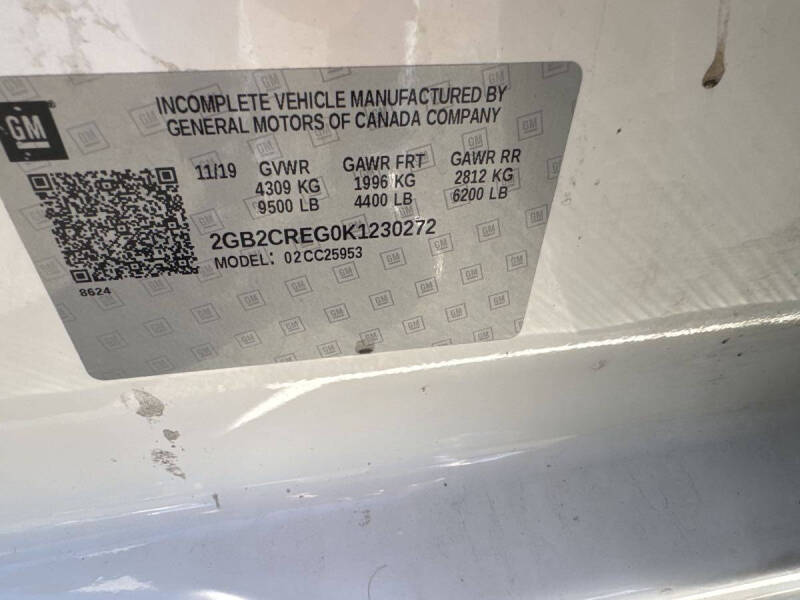 GM
INCOMPLETE VEHICLE MANUFACTURED BY
GENERAL MOTORS OF CANADA COMPANY
11/19 GVWR GAWR FRT GAWR RR
4309 KG 1996 KG 2812 KG
9500 LB 4400 LB 6200 LB
2GB2CREG0K1230272
MODEL: 02CC25953
8624